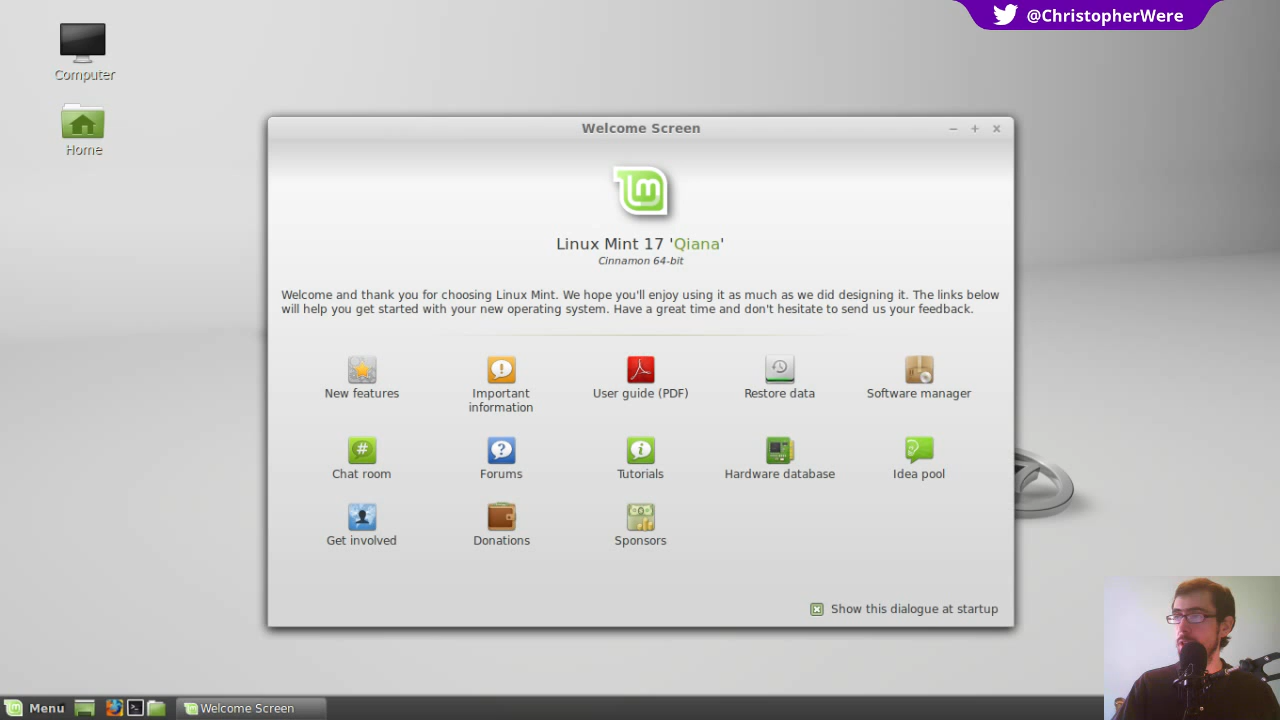 @ChristopherWere
Computer
Home
Welcome Screen
Linux Mint 17 'Qiana'
Cinnamon 64-bit
Welcome and thank you for choosing Linux Mint. We hope you'll enjoy using it as much as we did designing it. The links below
will help you get started with your new operating system. Have a great time and don't hesitate to send us your feedback.
New features
Important
information
User guide (PDF)
Restore data
Software manager
Chat room
Forums
Tutorials
Hardware database
Idea pool
Get involved
Donations
Sponsors
Show this dialogue at startup
Menu
Welcome Screen